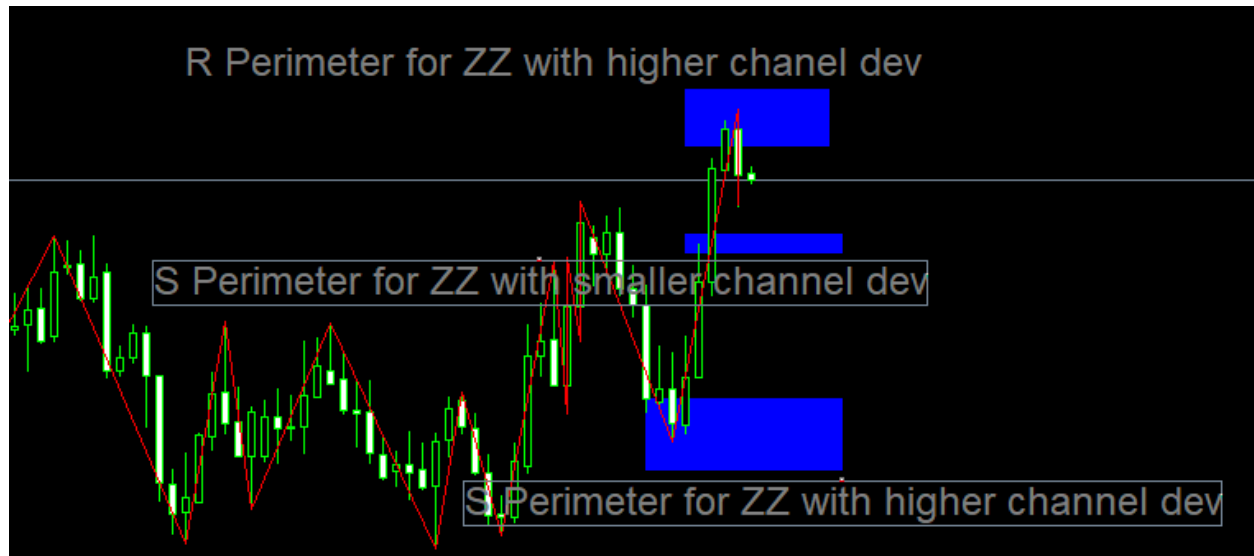 R Perimeter for ZZ with higher chanel dev
S Perimeter for ZZ with smaller channel dev
S Perimeter for ZZ with higher channel dev